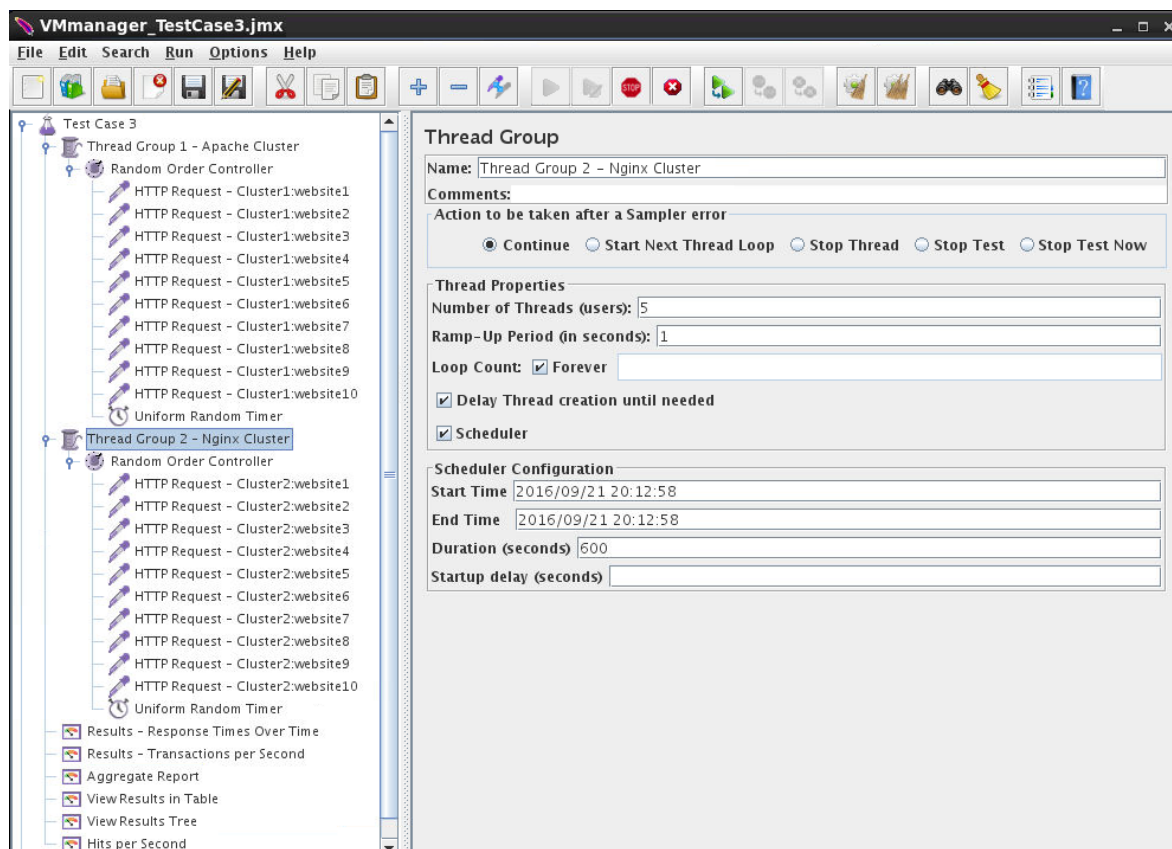 VMmanager_TestCase3.jmx
File Edit Search Run Options Help
STOP
?
Test Case 3
Thread Group 1 - Apache Cluster
Random Order Controller
HTTP Request - Cluster1:website1
HTTP Request - Cluster1:website2
HTTP Request - Cluster1:website3
HTTP Request - Cluster1:website4
HTTP Request - Cluster1:website5
HTTP Request - Cluster1:website6
HTTP Request - Cluster1:website7
HTTP Request - Cluster1:website8
HTTP Request - Cluster1:website9
HTTP Request - Cluster1:website10
Uniform Random Timer
Thread Group 2 - Nginx Cluster
Random Order Controller
HTTP Request - Cluster2:website1
HTTP Request - Cluster2:website2
HTTP Request - Cluster2:website3
HTTP Request - Cluster2:website4
HTTP Request - Cluster2:website5
HTTP Request - Cluster2:website6
HTTP Request - Cluster2:website7
HTTP Request - Cluster2:website8
HTTP Request - Cluster2:website9
HTTP Request - Cluster2:website10
Uniform Random Timer
Results - Response Times Over Time
Results - Transactions per Second
Aggregate Report
View Results in Table
View Results Tree
Hits per Second
Thread Group
Name: Thread Group 2 - Nginx Cluster
Comments:
Action to be taken after a Sampler error
Continue Start Next Thread Loop Stop Thread Stop Test Stop Test Now
Thread Properties
Number of Threads (users): 5
Ramp-Up Period (in seconds): 1
Loop Count: Forever
Delay Thread creation until needed
Scheduler
Scheduler Configuration
Start Time 2016/09/21 20:12:58
End Time 2016/09/21 20:12:58
Duration (seconds) 600
Startup delay (seconds)